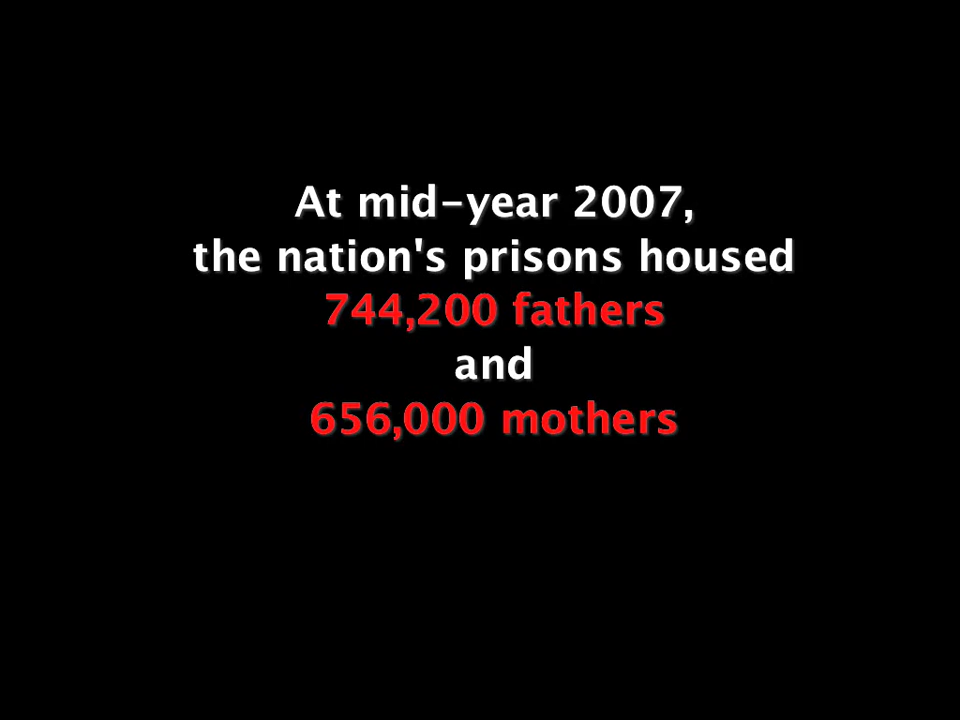 At mid-year 2007,
the nation's prisons housed
744,200 fathers
and
656,000 mothers